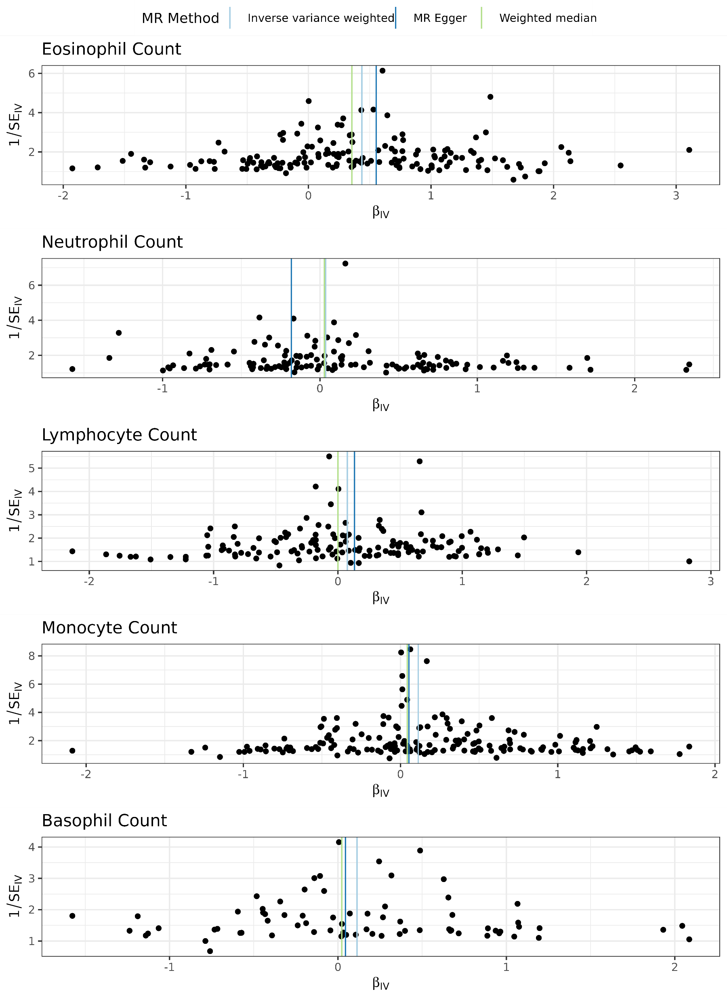 MR Method Inverse variance weighted MR Egger Weighted median
Eosinophil Count
6
4
2
1/SE_IV
-2 -1 0 1 2 3
β_IV
Neutrophil Count
6
4
2
1/SE_IV
-1 0 1 2
β_IV
Lymphocyte Count
5
4
3
2
1
1/SE_IV
-2 -1 0 1 2 3
β_IV
Monocyte Count
8
6
4
2
1/SE_IV
-2 -1 0 1 2
β_IV
Basophil Count
4
3
2
1
1/SE_IV
-1 0 1 2
β_IV